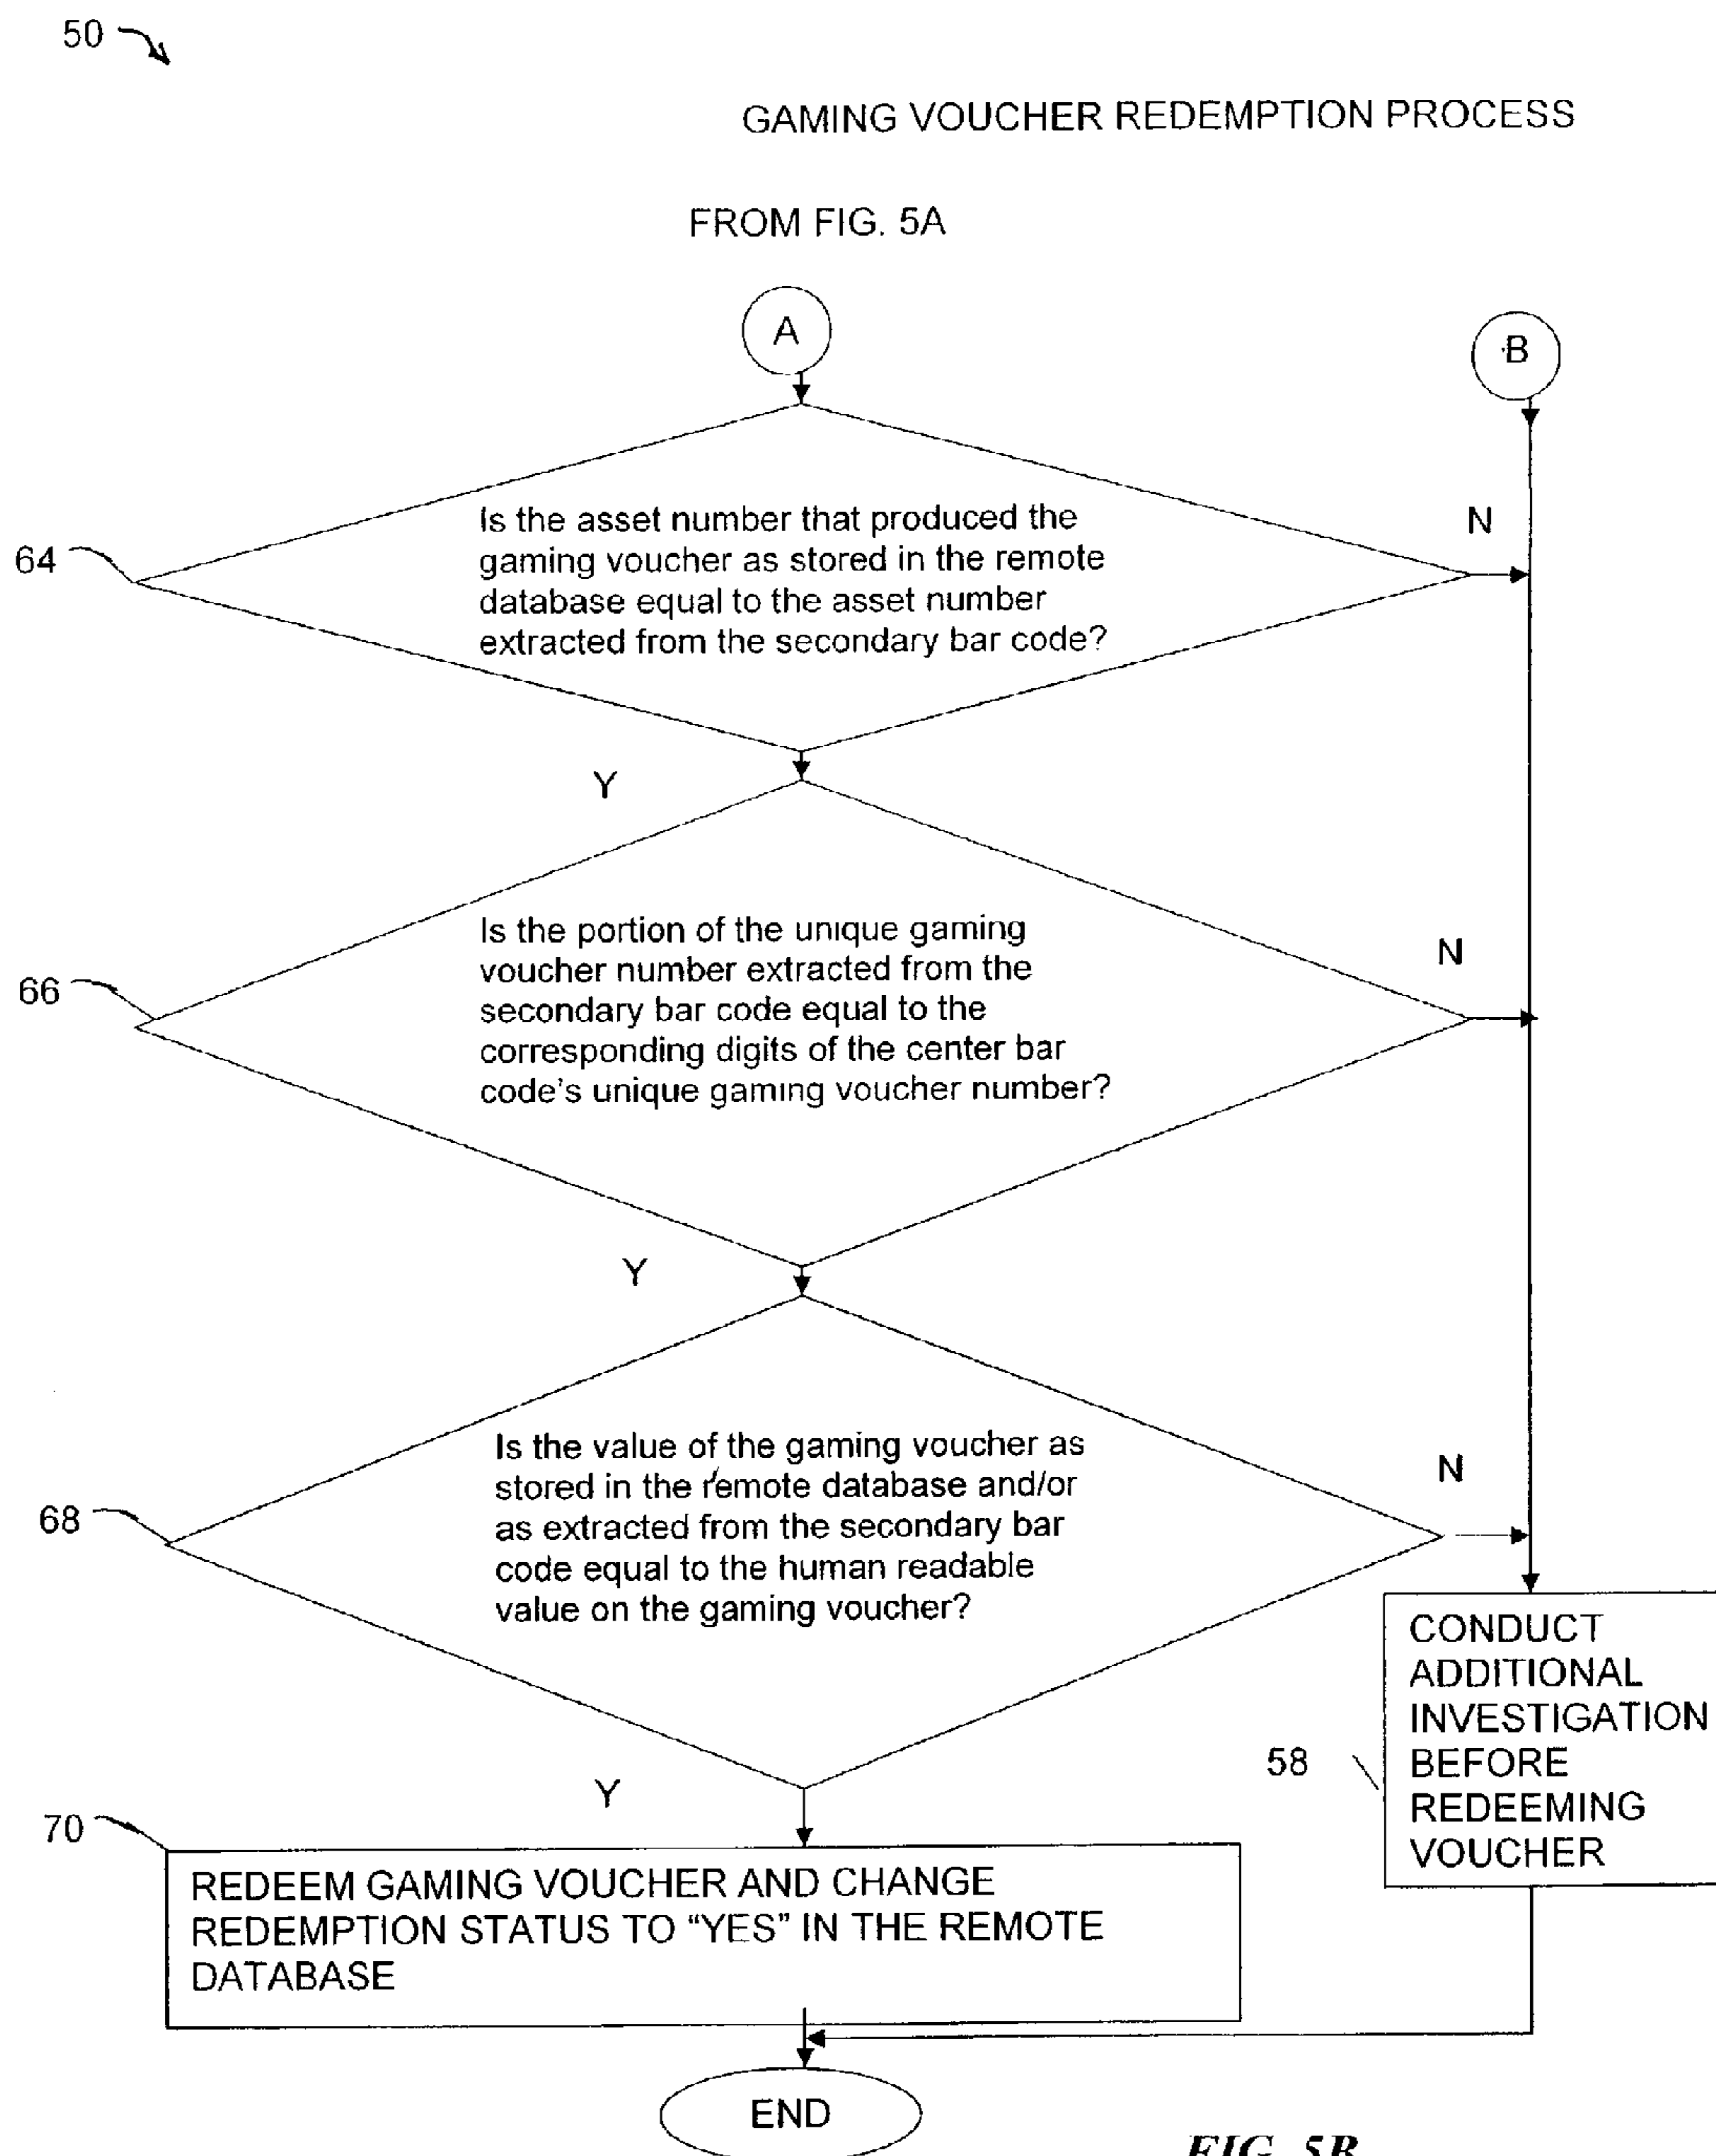 50
GAMING VOUCHER REDEMPTION PROCESS
FROM FIG. 5A
A
B
64
Is the asset number that produced the
gaming voucher as stored in the remote
database equal to the asset number
extracted from the secondary bar code?
N
Y
66
Is the portion of the unique gaming
voucher number extracted from the
secondary bar code equal to the
corresponding digits of the center bar
code's unique gaming voucher number?
N
Y
68
Is the value of the gaming voucher as
stored in the remote database and/or
as extracted from the secondary bar
code equal to the human readable
value on the gaming voucher?
N
Y
58
CONDUCT
ADDITIONAL
INVESTIGATION
BEFORE
REDEEMING
VOUCHER
70
REDEEM GAMING VOUCHER AND CHANGE
REDEMPTION STATUS TO “YES” IN THE REMOTE
DATABASE
END
FIG. 5B